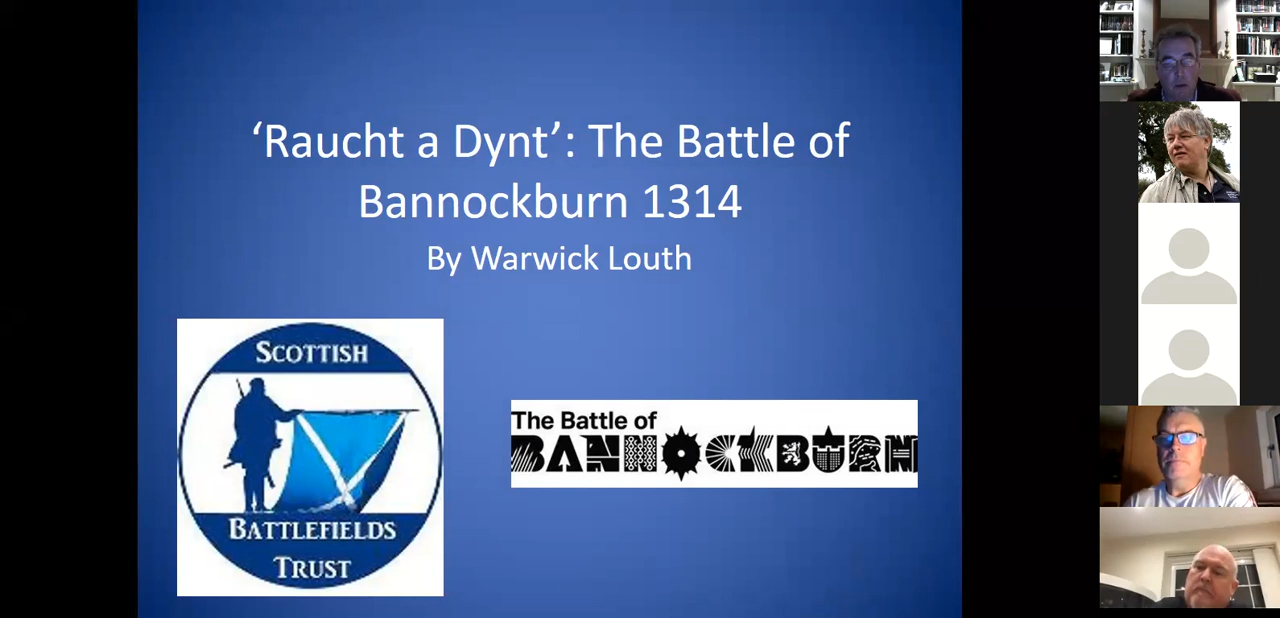 ‘Raucht a Dynt’: The Battle of
Bannockburn 1314
By Warwick Louth
SCOTTISH
BATTLEFIELDS
TRUST
The Battle of
BANNOCKBURN